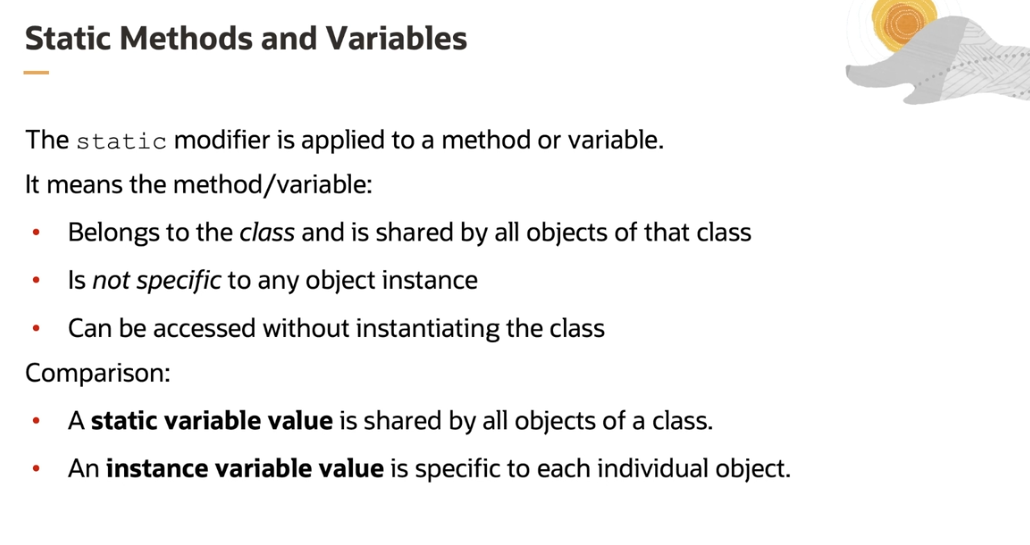 Static Methods and Variables
The static modifier is applied to a method or variable.
It means the method/variable:
• Belongs to the class and is shared by all objects of that class
• Is not specific to any object instance
• Can be accessed without instantiating the class
Comparison:
• A static variable value is shared by all objects of a class.
• An instance variable value is specific to each individual object.